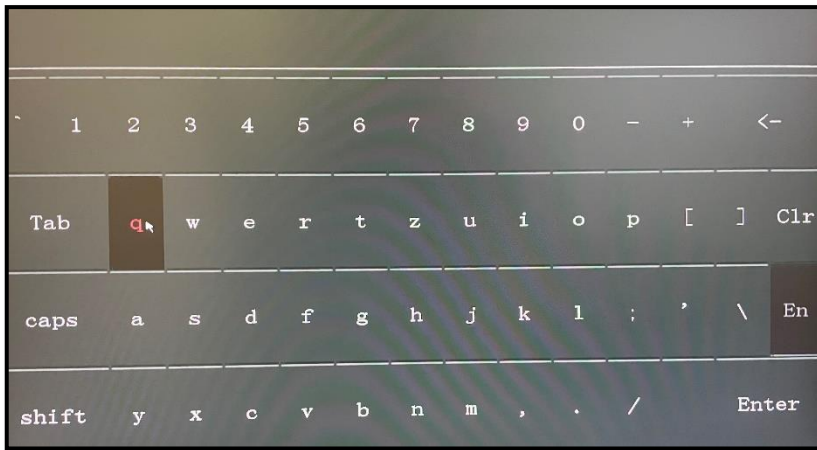 ` 1 2 3 4 5 6 7 8 9 0 - + <-
Tab q w e r t z u i o p [ ] Clr
caps a s d f g h j k l ; ' \ En
shift y x c v b n m , . / Enter